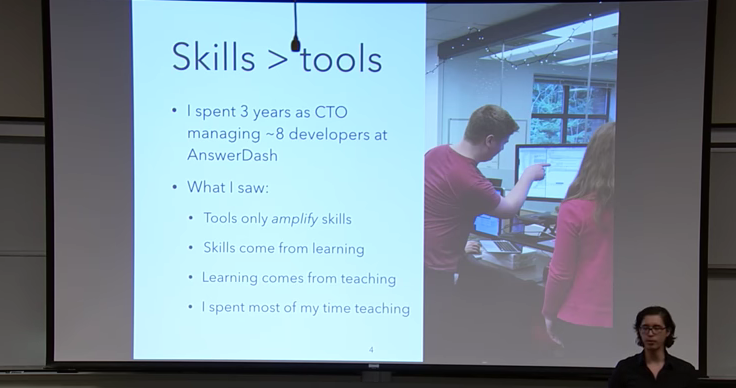 Skills > tools
• I spent 3 years as CTO
managing ~8 developers at
AnswerDash
• What I saw:
• Tools only amplify skills
• Skills come from learning
• Learning comes from teaching
• I spent most of my time teaching
4